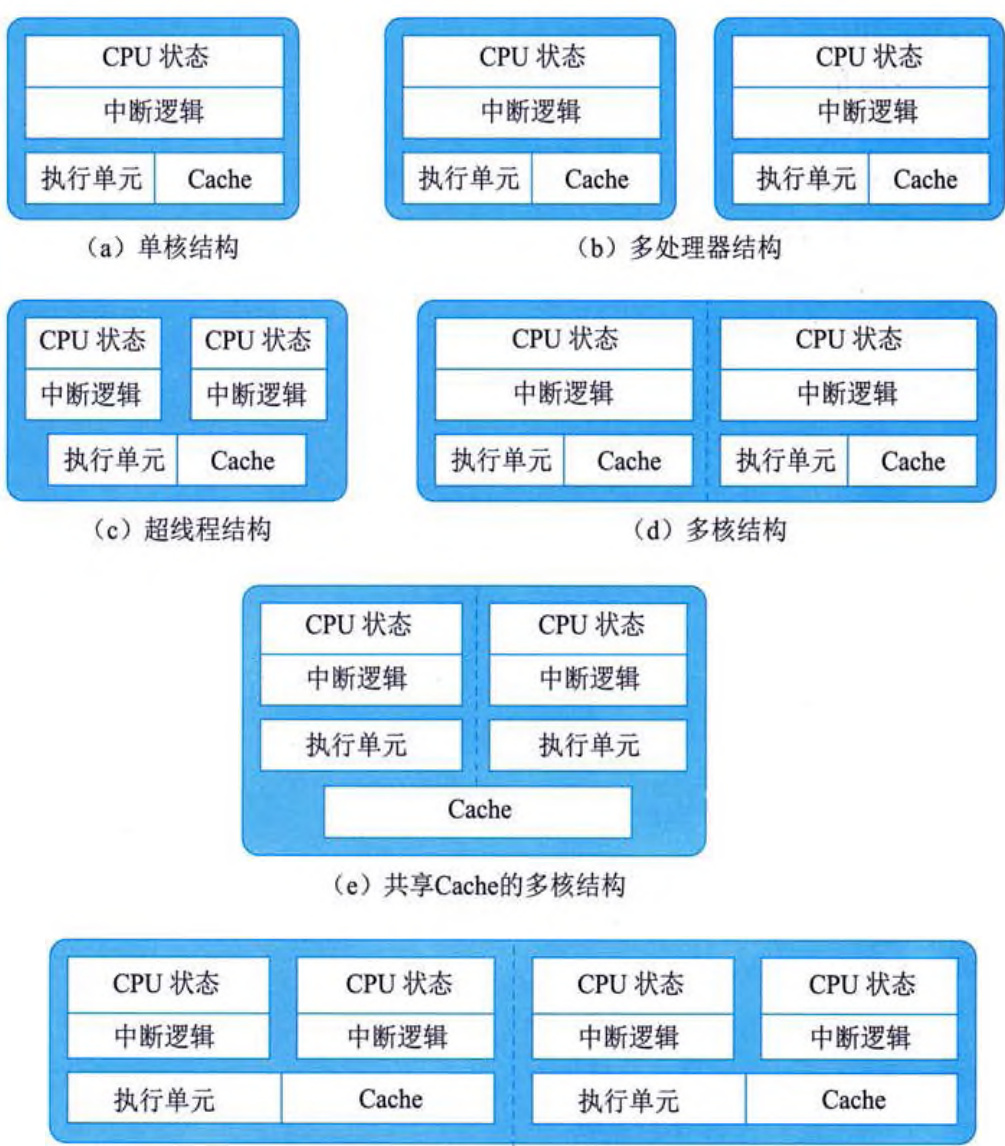 CPU 状态
中断逻辑
执行单元 Cache
(a) 单核结构
CPU 状态 CPU 状态
中断逻辑 中断逻辑
执行单元 Cache 执行单元 Cache
(b) 多处理器结构
CPU 状态 CPU 状态
中断逻辑 中断逻辑
执行单元 Cache
(c) 超线程结构
CPU 状态 CPU 状态
中断逻辑 中断逻辑
执行单元 Cache 执行单元 Cache
(d) 多核结构
CPU 状态 CPU 状态
中断逻辑 中断逻辑
执行单元 执行单元
Cache
(e) 共享Cache的多核结构
CPU 状态 CPU 状态 CPU 状态 CPU 状态
中断逻辑 中断逻辑 中断逻辑 中断逻辑
执行单元 Cache 执行单元 Cache